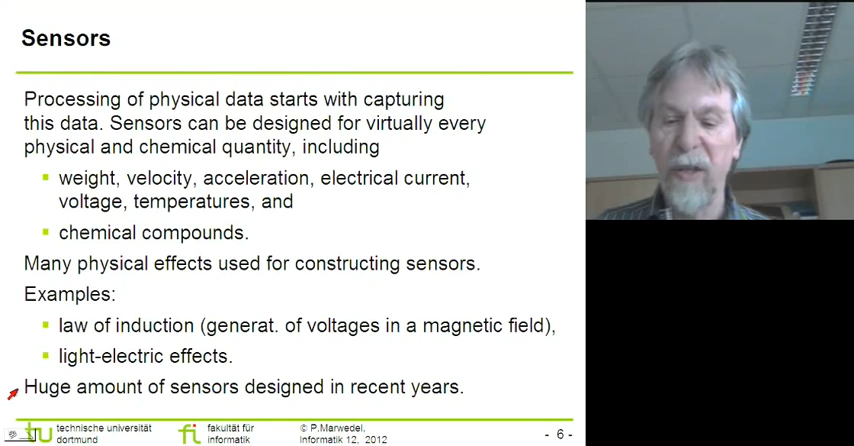 Sensors
Processing of physical data starts with capturing
this data. Sensors can be designed for virtually every
physical and chemical quantity, including
weight, velocity, acceleration, electrical current,
voltage, temperatures, and
chemical compounds.
Many physical effects used for constructing sensors.
Examples:
law of induction (generat. of voltages in a magnetic field),
light-electric effects.
Huge amount of sensors designed in recent years.
tu technische universität
dortmund
fi fakultät für
informatik
© P.Marwedel,
Informatik 12, 2012
- 6 -